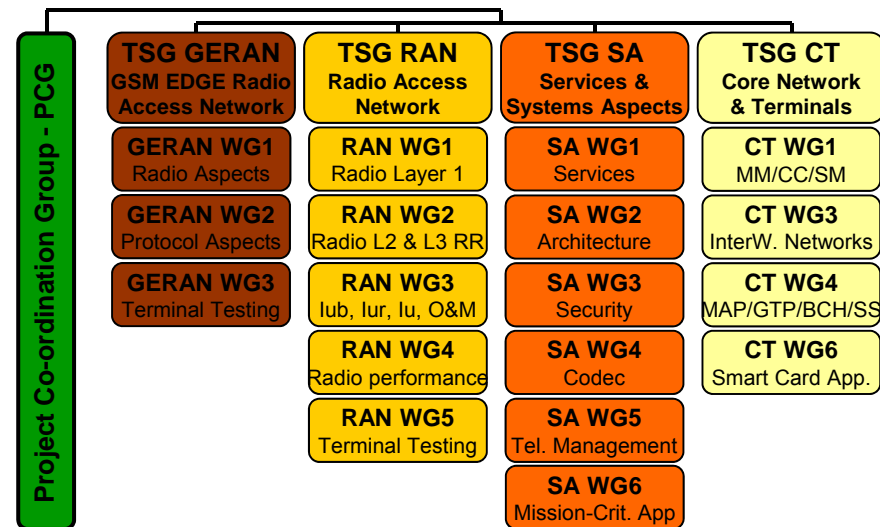 Project Co-ordination Group - PCG
TSG GERAN
GSM EDGE Radio
Access Network
GERAN WG1
Radio Aspects
GERAN WG2
Protocol Aspects
GERAN WG3
Terminal Testing
TSG RAN
Radio Access
Network
RAN WG1
Radio Layer 1
RAN WG2
Radio L2 & L3 RR
RAN WG3
Iub, Iur, Iu, O&M
RAN WG4
Radio performance
RAN WG5
Terminal Testing
TSG SA
Services &
Systems Aspects
SA WG1
Services
SA WG2
Architecture
SA WG3
Security
SA WG4
Codec
SA WG5
Tel. Management
SA WG6
Mission-Crit. App
TSG CT
Core Network
& Terminals
CT WG1
MM/CC/SM
CT WG3
InterW. Networks
CT WG4
MAP/GTP/BCH/SS
CT WG6
Smart Card App.